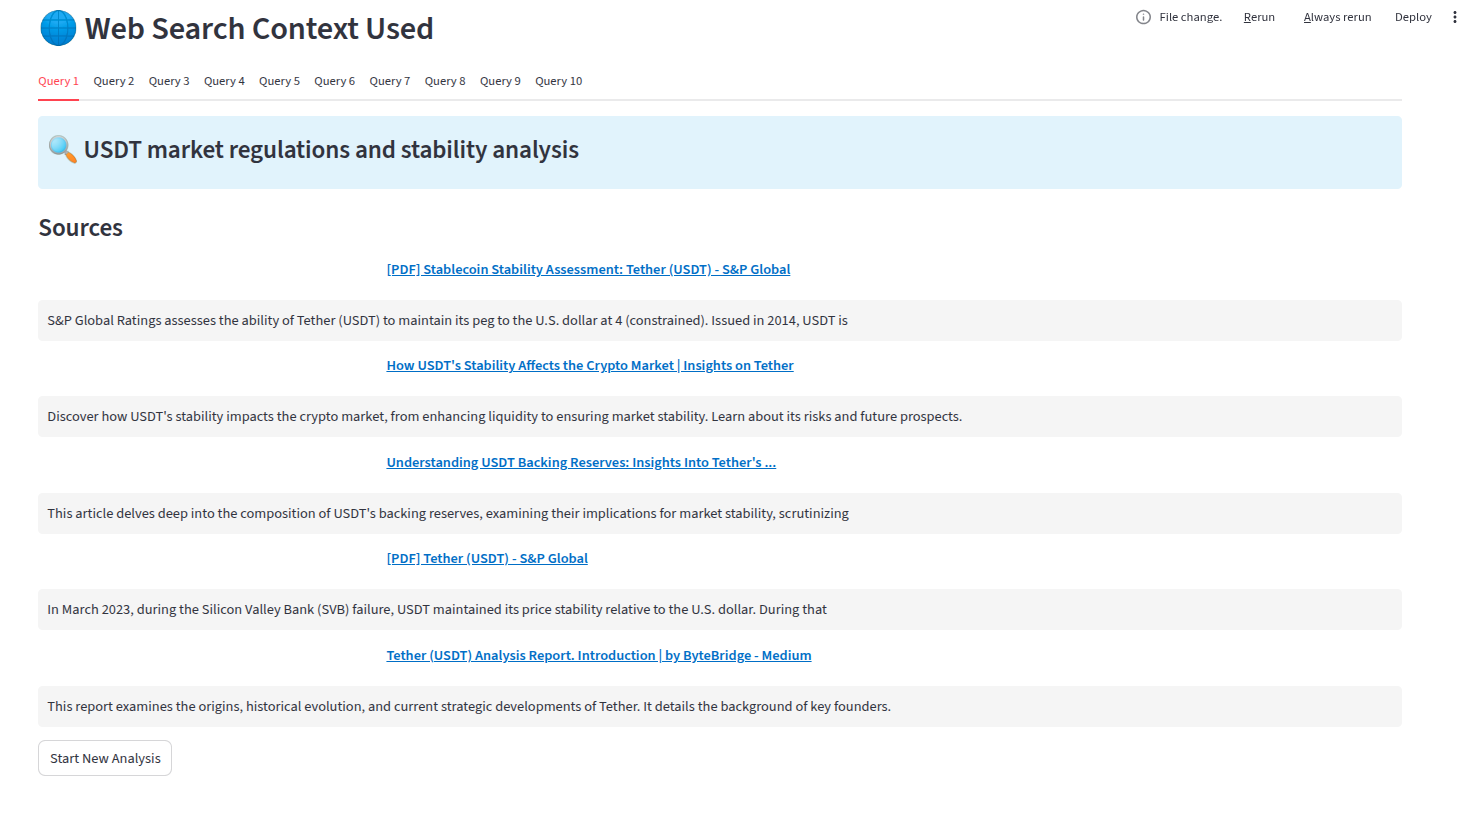 File change. Rerun Always rerun Deploy
Web Search Context Used
Query 1 Query 2 Query 3 Query 4 Query 5 Query 6 Query 7 Query 8 Query 9 Query 10
USDT market regulations and stability analysis
Sources
[PDF] Stablecoin Stability Assessment: Tether (USDT) - S&P Global
S&P Global Ratings assesses the ability of Tether (USDT) to maintain its peg to the U.S. dollar at 4 (constrained). Issued in 2014, USDT is
How USDT's Stability Affects the Crypto Market | Insights on Tether
Discover how USDT's stability impacts the crypto market, from enhancing liquidity to ensuring market stability. Learn about its risks and future prospects.
Understanding USDT Backing Reserves: Insights Into Tether's ...
This article delves deep into the composition of USDT's backing reserves, examining their implications for market stability, scrutinizing
[PDF] Tether (USDT) - S&P Global
In March 2023, during the Silicon Valley Bank (SVB) failure, USDT maintained its price stability relative to the U.S. dollar. During that
Tether (USDT) Analysis Report. Introduction | by ByteBridge - Medium
This report examines the origins, historical evolution, and current strategic developments of Tether. It details the background of key founders.
Start New Analysis